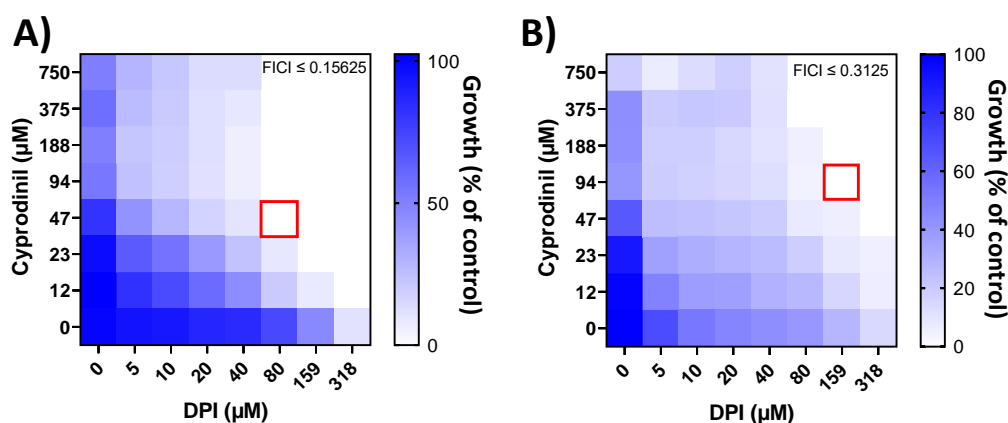 A)
FICI ≤ 0.15625
Cyprodinil (µM)
750
375
188
94
47
23
12
0
0 5 10 20 40 80 159 318
DPI (µM)
100
50
0
Growth (% of control)
B)
FICI ≤ 0.3125
Cyprodinil (µM)
750
375
188
94
47
23
12
0
0 5 10 20 40 80 159 318
DPI (µM)
100
80
60
40
20
0
Growth (% of control)